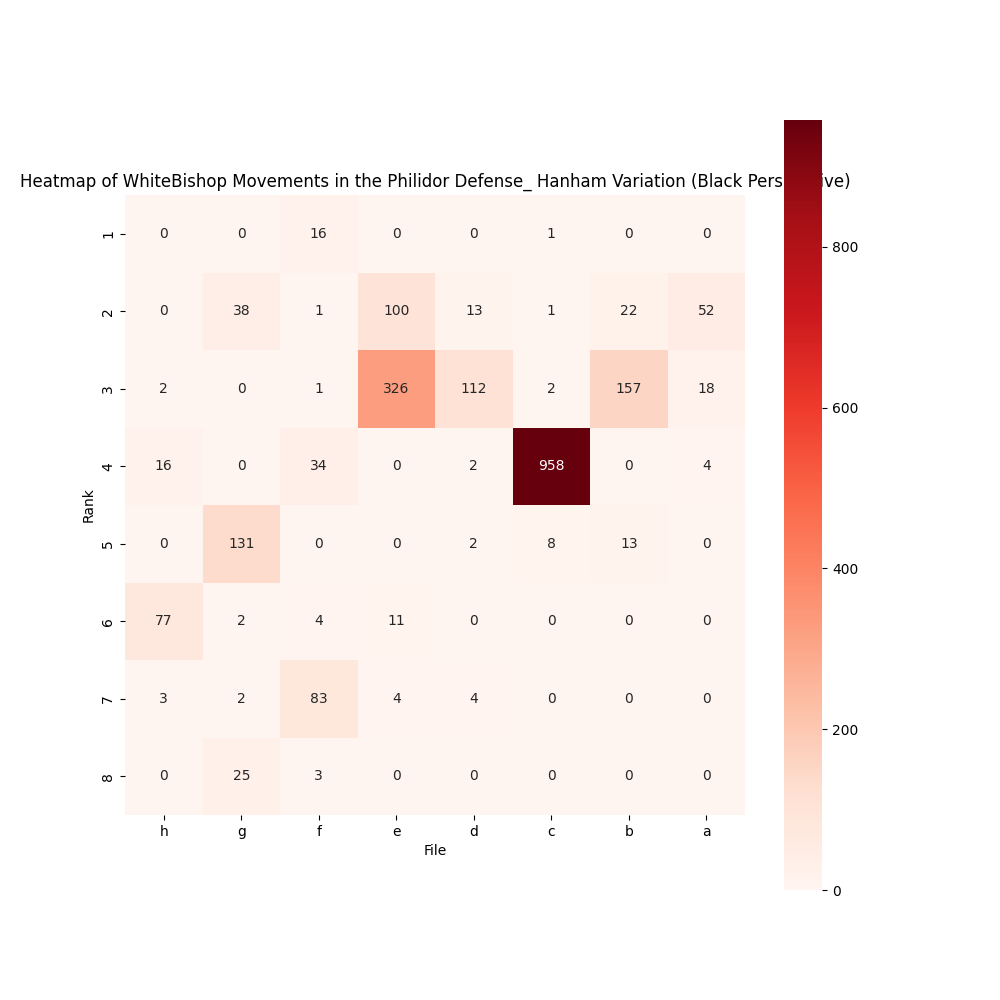 Heatmap of WhiteBishop Movements in the Philidor Defense_ Hanham Variation (Black Pers ive)
1 0 0 16 0 0 1 0 0
2 0 38 1 100 13 1 22 52
3 2 0 1 326 112 2 157 18
4 16 0 34 0 2 958 0 4
5 0 131 0 0 2 8 13 0
6 77 2 4 11 0 0 0 0
7 3 2 83 4 4 0 0 0
8 0 25 3 0 0 0 0 0
Rank
h g f e d c b a
File
800
600
400
200
0